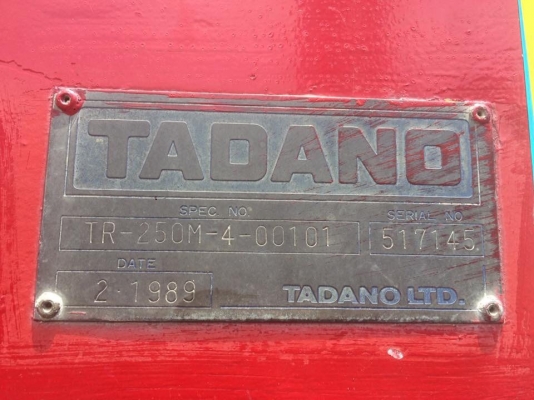 TADANO
SPEC NO
SERIAL NO
TR-250M-4-00101
517145
DATE
2-1989
TADANO LTD.